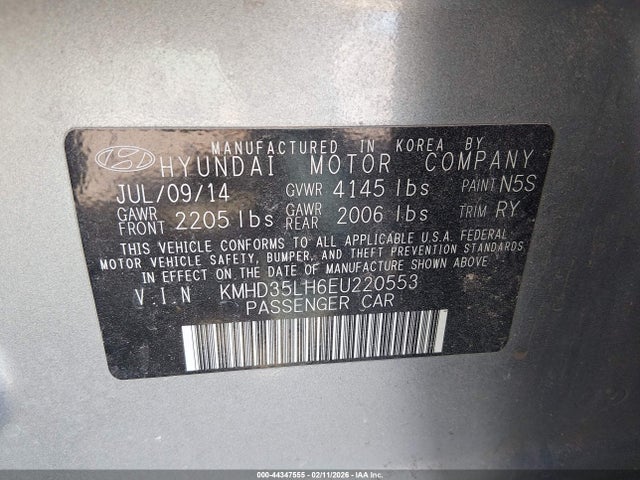 MANUFACTURED IN KOREA BY
HYUNDAI MOTOR COMPANY
JUL/09/14 GVWR 4145 lbs PAINT N5S
GAWR FRONT 2205 lbs GAWR REAR 2006 lbs TRIM RY
THIS VEHICLE CONFORMS TO ALL APPLICABLE U.S.A. FEDERAL
MOTOR VEHICLE SAFETY, BUMPER, AND THEFT PREVENTION STANDARDS
IN EFFECT ON THE DATE OF MANUFACTURE SHOWN ABOVE.
V.I.N KMHD35LH6EU220553
PASSENGER CAR
000-44347555 - 02/11/2026 - IAA Inc.